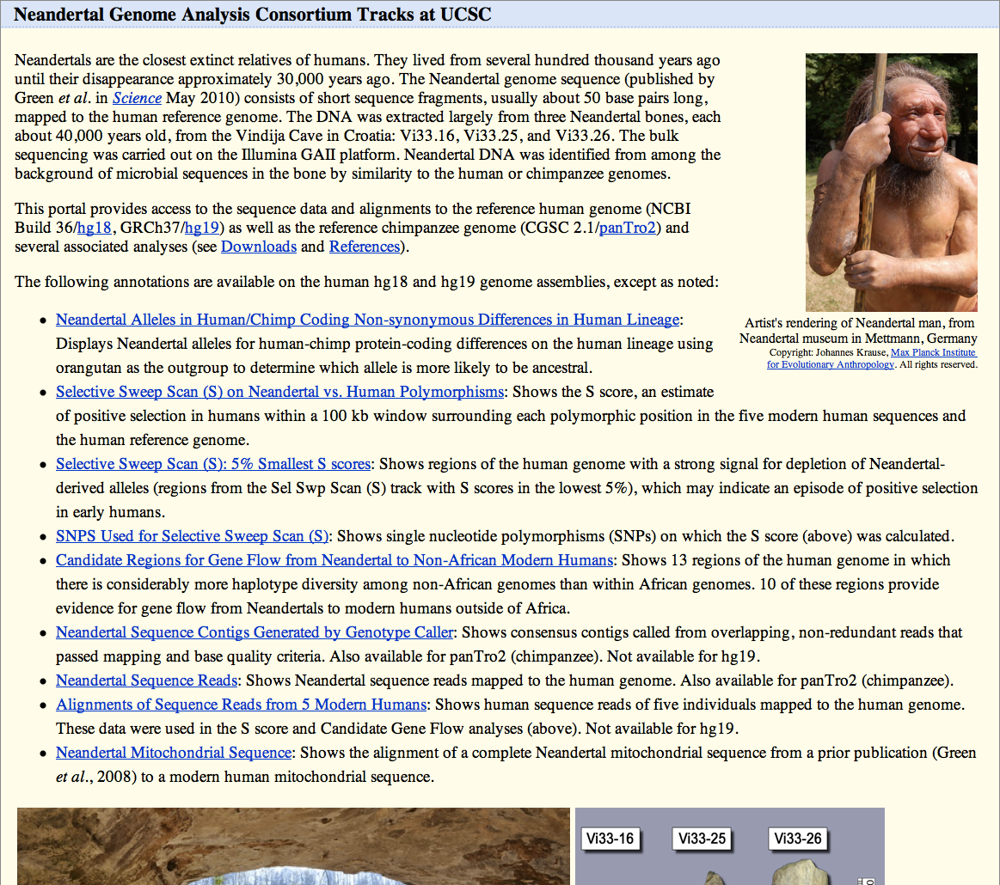 Neandertal Genome Analysis Consortium Tracks at UCSC
Neandertals are the closest extinct relatives of humans. They lived from several hundred thousand years ago
until their disappearance approximately 30,000 years ago. The Neandertal genome sequence (published by
Green et al. in Science May 2010) consists of short sequence fragments, usually about 50 base pairs long,
mapped to the human reference genome. The DNA was extracted largely from three Neandertal bones, each
about 40,000 years old, from the Vindija Cave in Croatia: Vi33.16, Vi33.25, and Vi33.26. The bulk
sequencing was carried out on the Illumina GAII platform. Neandertal DNA was identified from among the
background of microbial sequences in the bone by similarity to the human or chimpanzee genomes.
This portal provides access to the sequence data and alignments to the reference human genome (NCBI
Build 36/hg18, GRCh37/hg19) as well as the reference chimpanzee genome (CGSC 2.1/panTro2) and
several associated analyses (see Downloads and References).
The following annotations are available on the human hg18 and hg19 genome assemblies, except as noted:
Artist's rendering of Neandertal man, from
Neandertal museum in Mettmann, Germany
Copyright: Johannes Krause, Max Planck Institute
for Evolutionary Anthropology. All rights reserved.
• Neandertal Alleles in Human/Chimp Coding Non-synonymous Differences in Human Lineage:
Displays Neandertal alleles for human-chimp protein-coding differences on the human lineage using
orangutan as the outgroup to determine which allele is more likely to be ancestral.
• Selective Sweep Scan (S) on Neandertal vs. Human Polymorphisms: Shows the S score, an estimate
of positive selection in humans within a 100 kb window surrounding each polymorphic position in the five modern human sequences and
the human reference genome.
• Selective Sweep Scan (S): 5% Smallest S scores: Shows regions of the human genome with a strong signal for depletion of Neandertal-
derived alleles (regions from the Sel Swp Scan (S) track with S scores in the lowest 5%), which may indicate an episode of positive selection
in early humans.
• SNPS Used for Selective Sweep Scan (S): Shows single nucleotide polymorphisms (SNPs) on which the S score (above) was calculated.
• Candidate Regions for Gene Flow from Neandertal to Non-African Modern Humans: Shows 13 regions of the human genome in which
there is considerably more haplotype diversity among non-African genomes than within African genomes. 10 of these regions provide
evidence for gene flow from Neandertals to modern humans outside of Africa.
• Neandertal Sequence Contigs Generated by Genotype Caller: Shows consensus contigs called from overlapping, non-redundant reads that
passed mapping and base quality criteria. Also available for panTro2 (chimpanzee). Not available for hg19.
• Neandertal Sequence Reads: Shows Neandertal sequence reads mapped to the human genome. Also available for panTro2 (chimpanzee).
• Alignments of Sequence Reads from 5 Modern Humans: Shows human sequence reads of five individuals mapped to the human genome.
These data were used in the S score and Candidate Gene Flow analyses (above). Not available for hg19.
• Neandertal Mitochondrial Sequence: Shows the alignment of a complete Neandertal mitochondrial sequence from a prior publication (Green
et al., 2008) to a modern human mitochondrial sequence.
Vi33-16 Vi33-25 Vi33-26